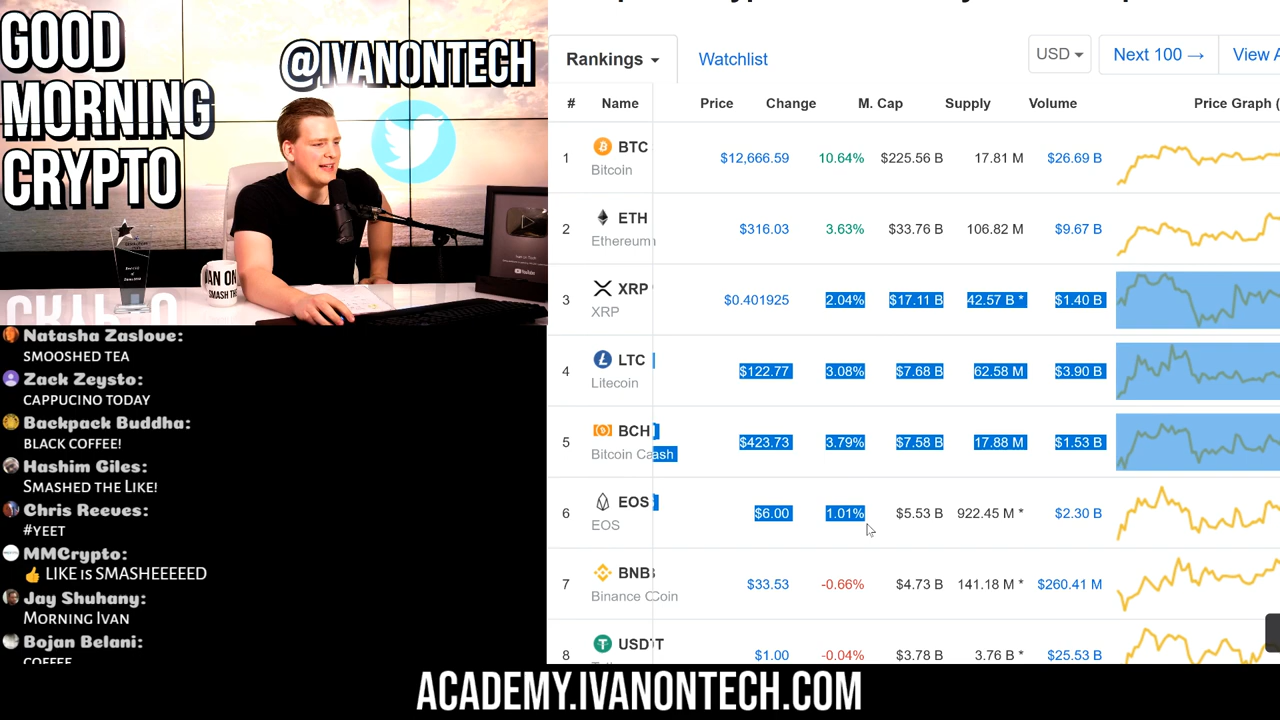 GOOD
MORNING
CRYPTO
@IVANONTECH
IVAN ON
SMASH THE
YouTube
CRYPTO
Natasha Zaslove:
SMOOSHED TEA
Zack Zeysto:
CAPPUCINO TODAY
Backpack Buddha:
BLACK COFFEE!
Hashim Giles:
SMASHED THE LIKE!
Chris Reeves:
#YEET
MMCrypto:
👍 LIKE is SMASHEEEEED
Jay Shuhany:
MORNING IVAN
Bojan Belani:
COFFEE
Rankings Watchlist USD Next 100 → View A
# Name Price Change M. Cap Supply Volume Price Graph (
1 BTC $12,666.59 10.64% $225.56 B 17.81 M $26.69 B
Bitcoin
2 ETH $316.03 3.63% $33.76 B 106.82 M $9.67 B
Ethereum
3 XRP $0.401925 2.04% $17.11 B 42.57 B * $1.40 B
XRP
4 LTC $122.77 3.08% $7.68 B 62.58 M $3.90 B
Litecoin
5 BCH $423.73 3.79% $7.58 B 17.88 M $1.53 B
Bitcoin Cash
6 EOS $6.00 1.01% $5.53 B 922.45 M * $2.30 B
EOS
7 BNB $33.53 -0.66% $4.73 B 141.18 M * $260.41 M
Binance Coin
8 USDT $1.00 -0.04% $3.78 B 3.76 B * $25.53 B
ACADEMY.IVANONTECH.COM